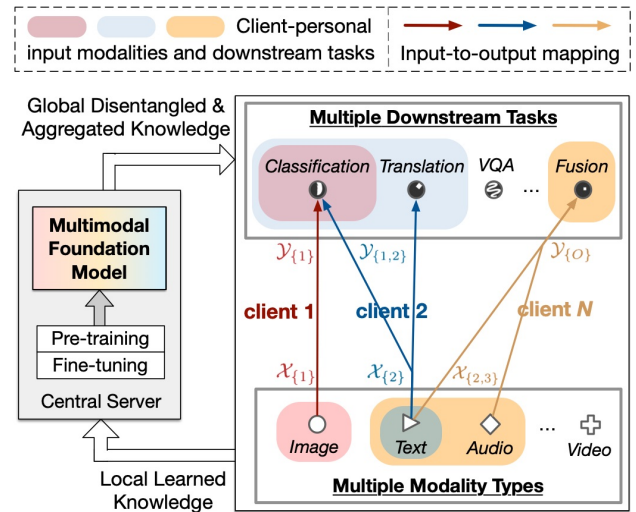 Client-personal
input modalities and downstream tasks
Input-to-output mapping
Global Disentangled &
Aggregated Knowledge
Multimodal
Foundation
Model
Pre-training
Fine-tuning
Central Server
Local Learned
Knowledge
Multiple Downstream Tasks
Classification
Translation
VQA
...
Fusion
𝒴{1}
𝒴{1,2}
𝒴{O}
client 1
client 2
client N
𝒳{1}
𝒳{2}
𝒳{2,3}
Image
Text
Audio
...
Video
Multiple Modality Types